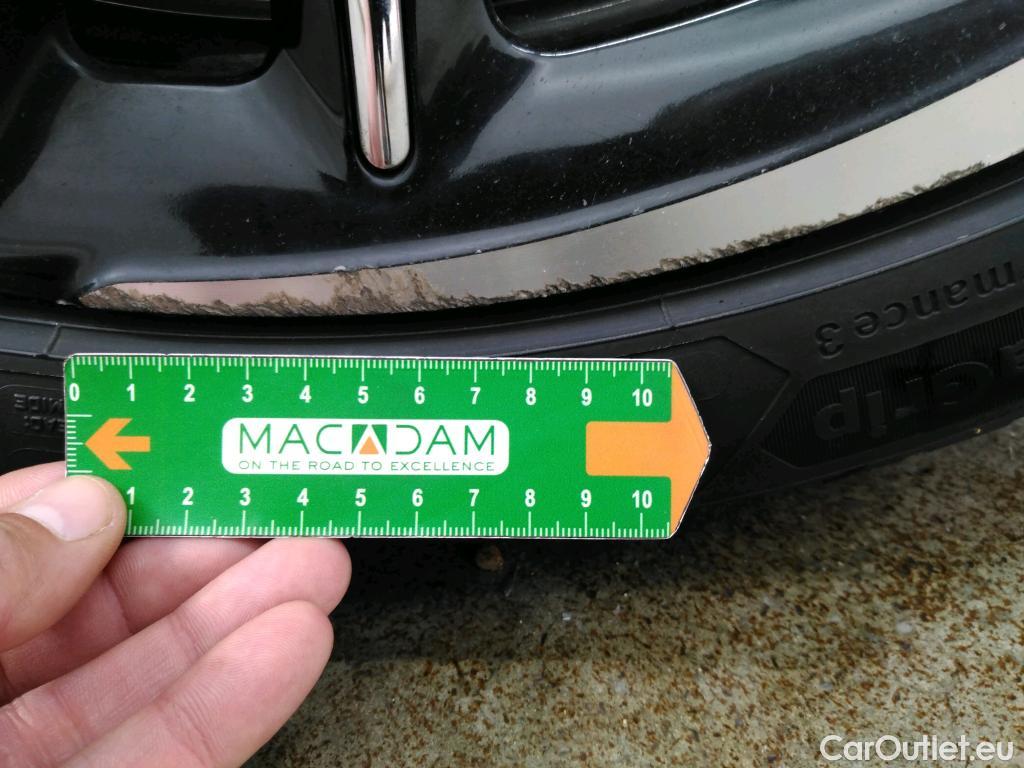 mance 3
Grip
0 1 2 3 4 5 6 7 8 9 10
MACADAM
ON THE ROAD TO EXCELLENCE
1 2 3 4 5 6 7 8 9 10
CarOutlet.eu